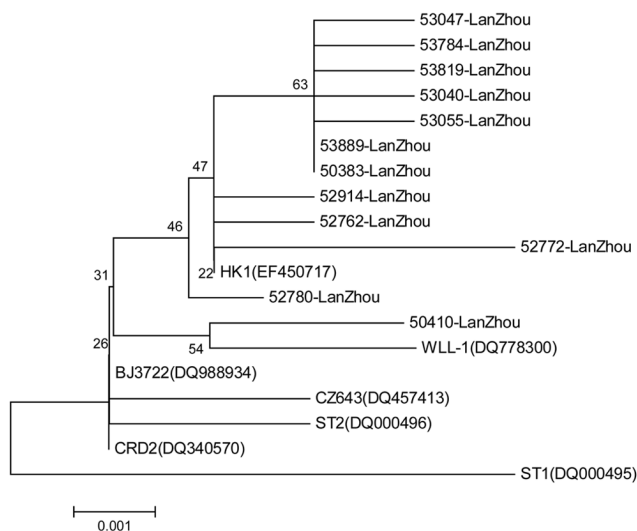 53047-LanZhou
53784-LanZhou
53819-LanZhou
63
53040-LanZhou
53055-LanZhou
53889-LanZhou
47
50383-LanZhou
52914-LanZhou
46
52762-LanZhou
52772-LanZhou
31
22
HK1(EF450717)
52780-LanZhou
50410-LanZhou
26
54
WLL-1(DQ778300)
BJ3722(DQ988934)
CZ643(DQ457413)
ST2(DQ000496)
CRD2(DQ340570)
ST1(DQ000495)
0.001